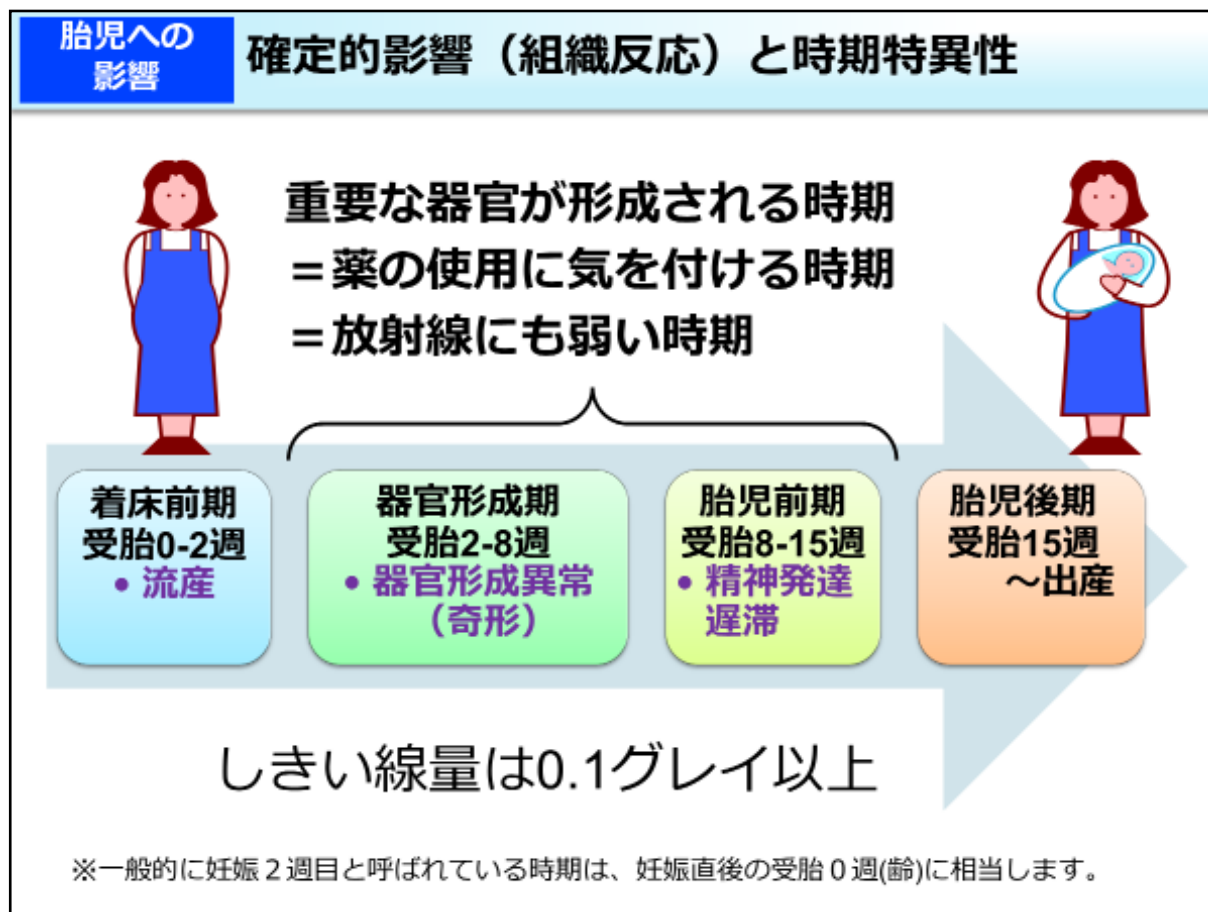 胎児への
影響
確定的影響（組織反応）と時期特異性
重要な器官が形成される時期
＝薬の使用に気を付ける時期
＝放射線にも弱い時期
着床前期
受胎0-2週
• 流産
器官形成期
受胎2-8週
• 器官形成異常
（奇形）
胎児前期
受胎8-15週
• 精神発達
遅滞
胎児後期
受胎15週
～出産
しきい線量は0.1グレイ以上
※一般的に妊娠２週目と呼ばれている時期は、妊娠直後の受胎０週(齢)に相当します。